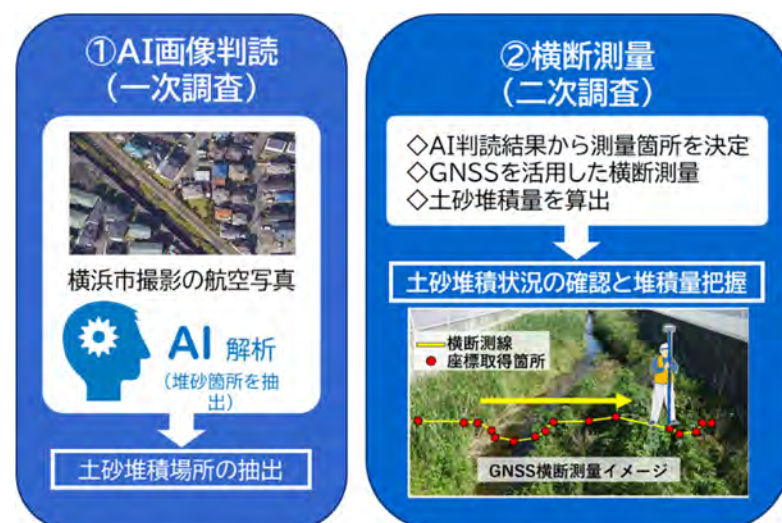 ①AI画像判読
(一次調査)
横浜市撮影の航空写真
AI 解析
(堆砂箇所を抽
出)
土砂堆積場所の抽出
②横断測量
(二次調査)
◇AI判読結果から測量箇所を決定
◇GNSSを活用した横断測量
◇土砂堆積量を算出
土砂堆積状況の確認と堆積量把握
横断測線
座標取得箇所
GNSS横断測量イメージ